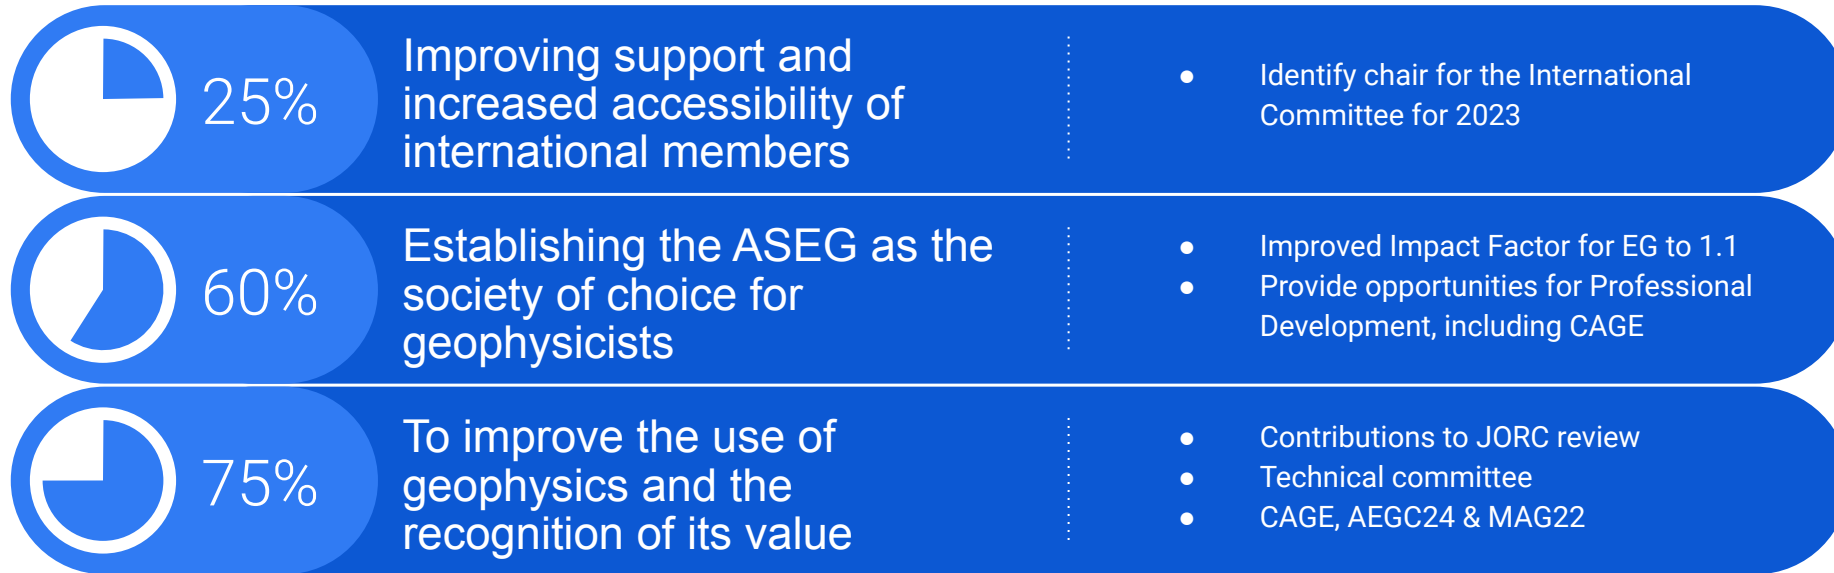 25%
Improving support and
increased accessibility of
international members
● Identify chair for the International
Committee for 2023
60%
Establishing the ASEG as the
society of choice for
geophysicists
● Improved Impact Factor for EG to 1.1
● Provide opportunities for Professional
Development, including CAGE
75%
To improve the use of
geophysics and the
recognition of its value
● Contributions to JORC review
● Technical committee
● CAGE, AEGC24 & MAG22